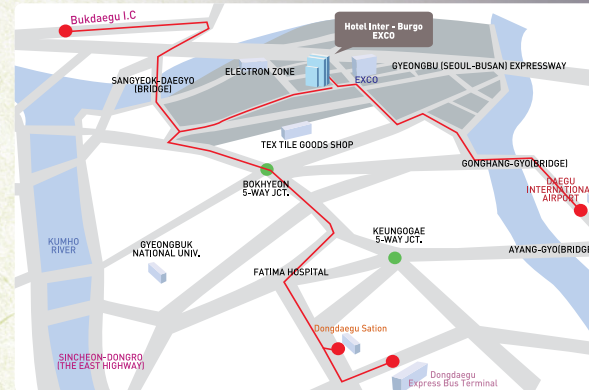 Bukdaegu I.C
Hotel Inter - Burgo
EXCO
SANGYEOK-DAEGYO
(BRIDGE)
ELECTRON ZONE
EXCO
GYEONGBU (SEOUL-BUSAN) EXPRESSWAY
TEX TILE GOODS SHOP
GONGHANG-GYO(BRIDGE)
BOKHYEON
5-WAY JCT.
DAEGU
INTERNATIONA
AIRPORT
KUMHO
RIVER
GYEONGBUK
NATIONAL UNIV.
KEUNGOGAE
5-WAY JCT.
AYANG-GYO(BRIDGE
FATIMA HOSPITAL
Dongdaegu Sation
SINCHEON-DONGRO
(THE EAST HIGHWAY)
Dongdaegu
Express Bus Terminal